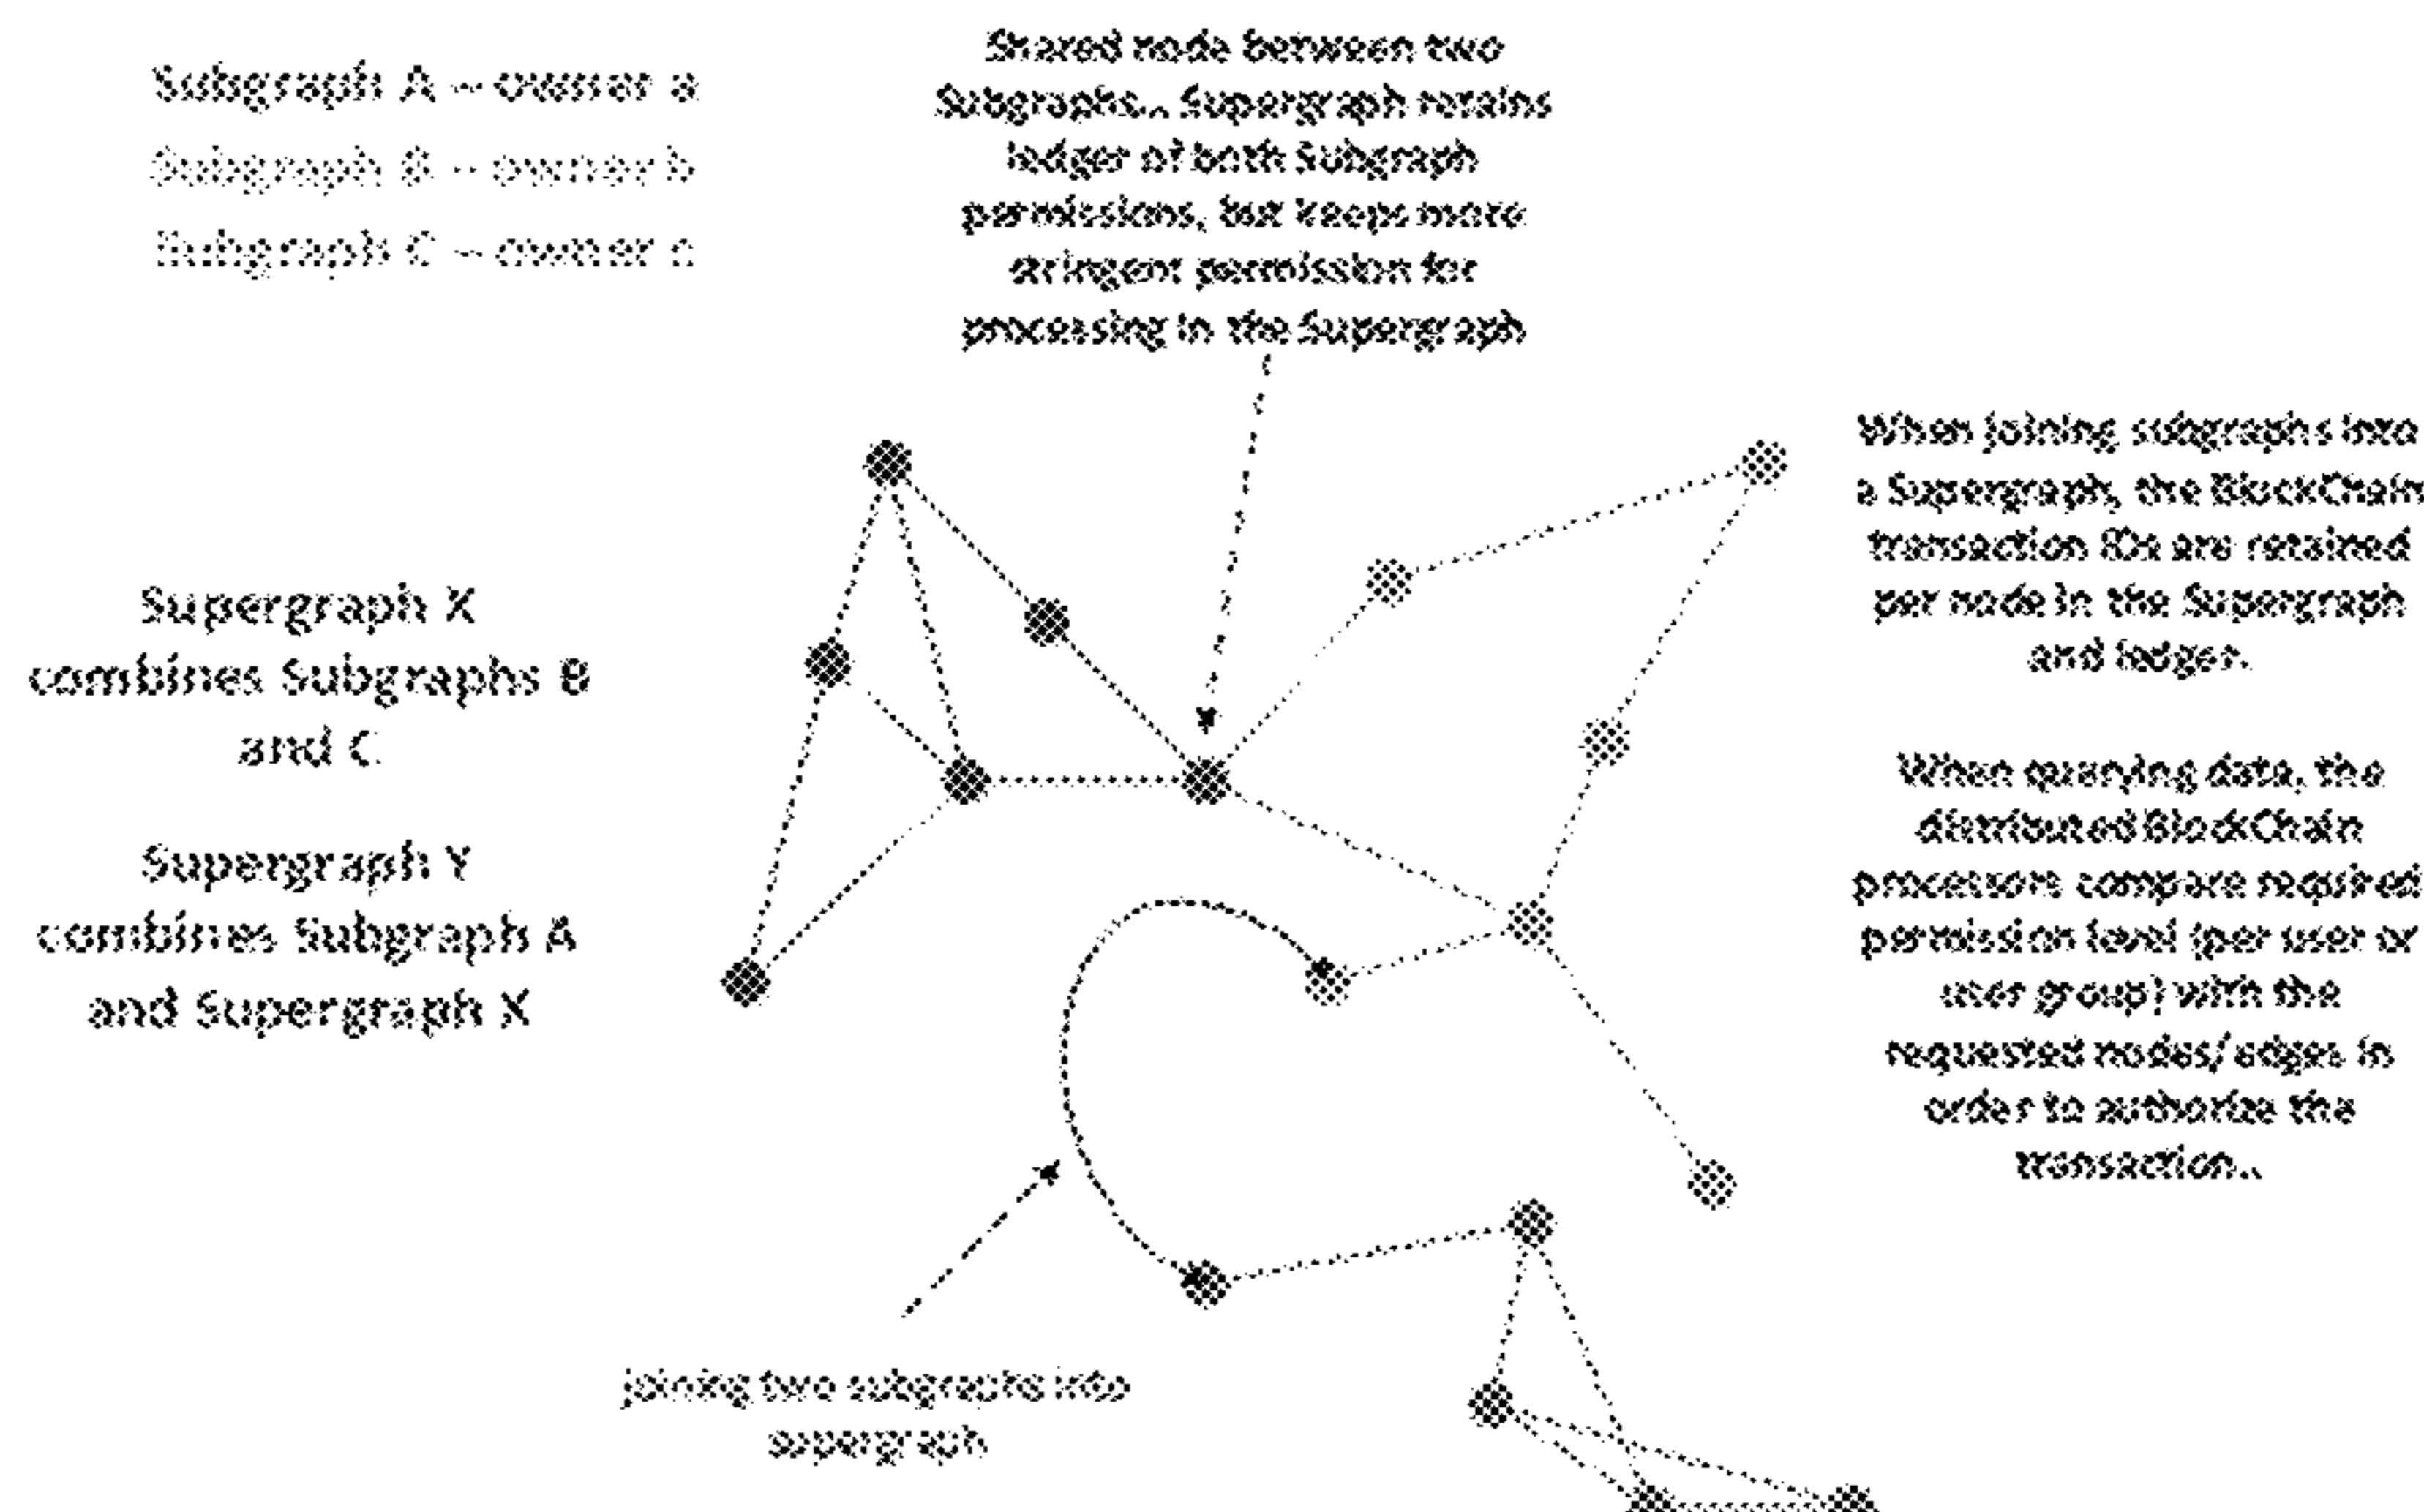 Subgraph A – owner a
Subgraph B – owner b
Subgraph C – owner c
Shared node between two
Subgraphs.. Supergraph retains
ledger of both Subgraph
permissions, but keeps more
stringent permission for
processing in the Supergraph
Supergraph X
combines Subgraphs B
and C
Supergraph Y
combines Subgraph A
and Supergraph X
When joining subgraphs into
a Supergraph, the BlockChain
transaction IDs are retained
per node in the Supergraph
and ledger.
When querying data, the
distributed BlockChain
processors compare required
permission level (per user or
user group) with the
requested nodes/edges in
order to authorize the
transaction..
Joining two subgraphs into
supergraph